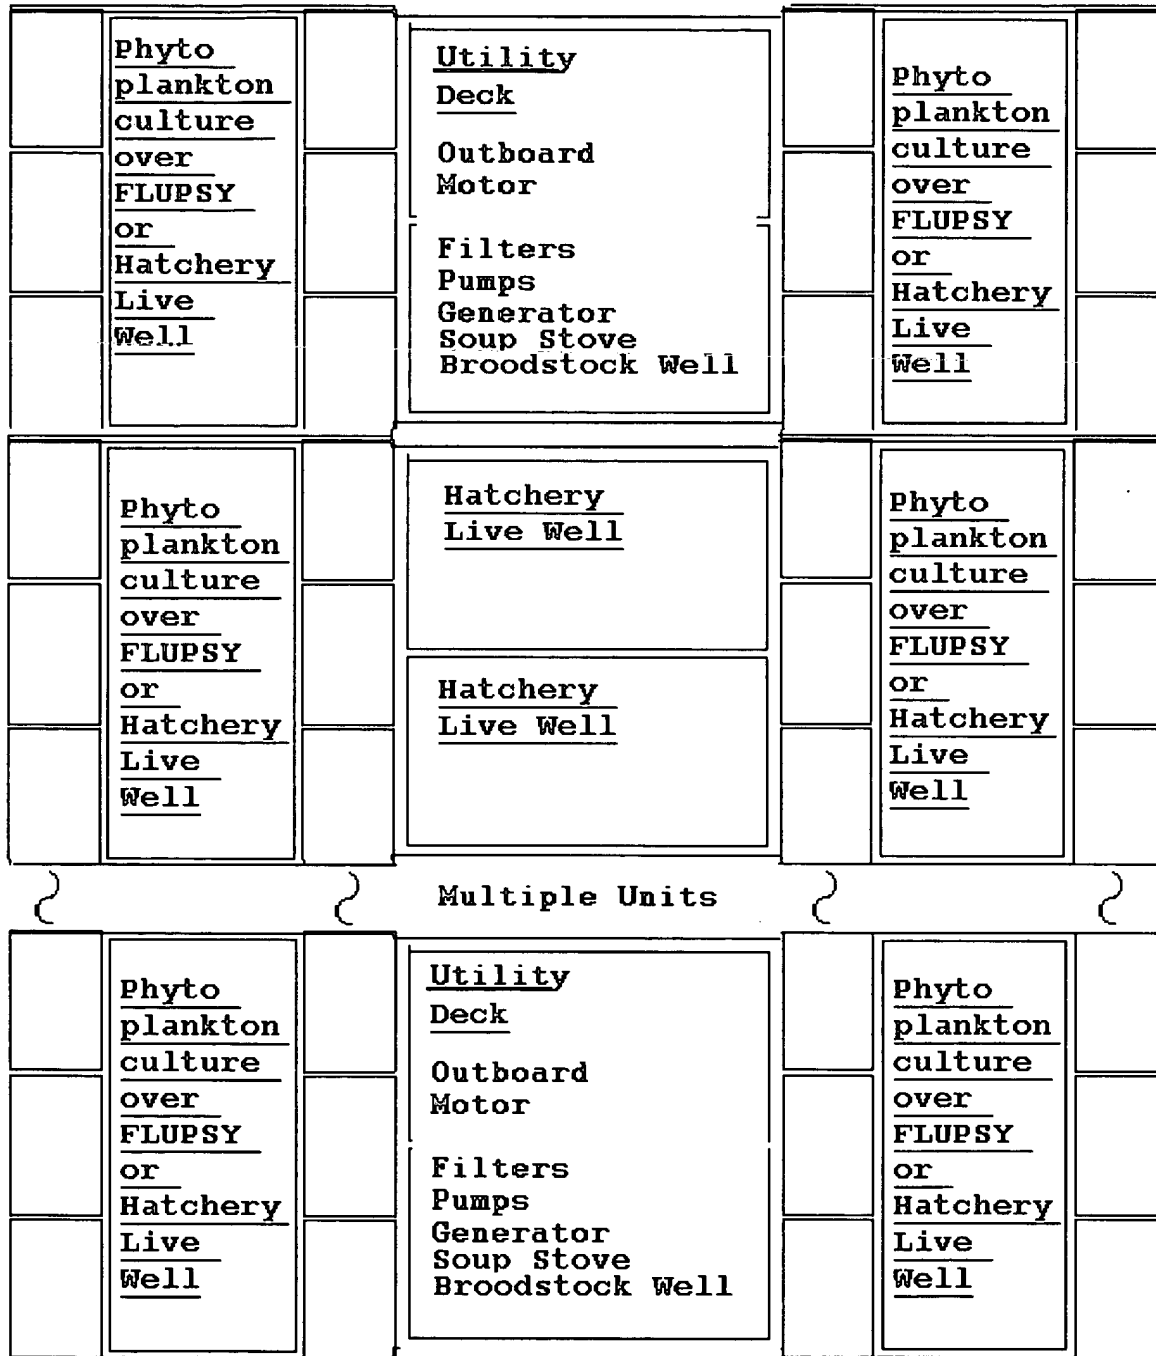 Phyto
plankton
culture
over
FLUPSY
or
Hatchery
Live
Well
Utility
Deck
Outboard
Motor
Filters
Pumps
Generator
Soup Stove
Broodstock Well
Phyto
plankton
culture
over
FLUPSY
or
Hatchery
Live
Well
Phyto
plankton
culture
over
FLUPSY
or
Hatchery
Live
Well
Hatchery
Live Well
Hatchery
Live Well
Phyto
plankton
culture
over
FLUPSY
or
Hatchery
Live
Well
Multiple Units
Phyto
plankton
culture
over
FLUPSY
or
Hatchery
Live
Well
Utility
Deck
Outboard
Motor
Filters
Pumps
Generator
Soup Stove
Broodstock Well
Phyto
plankton
culture
over
FLUPSY
or
Hatchery
Live
Well